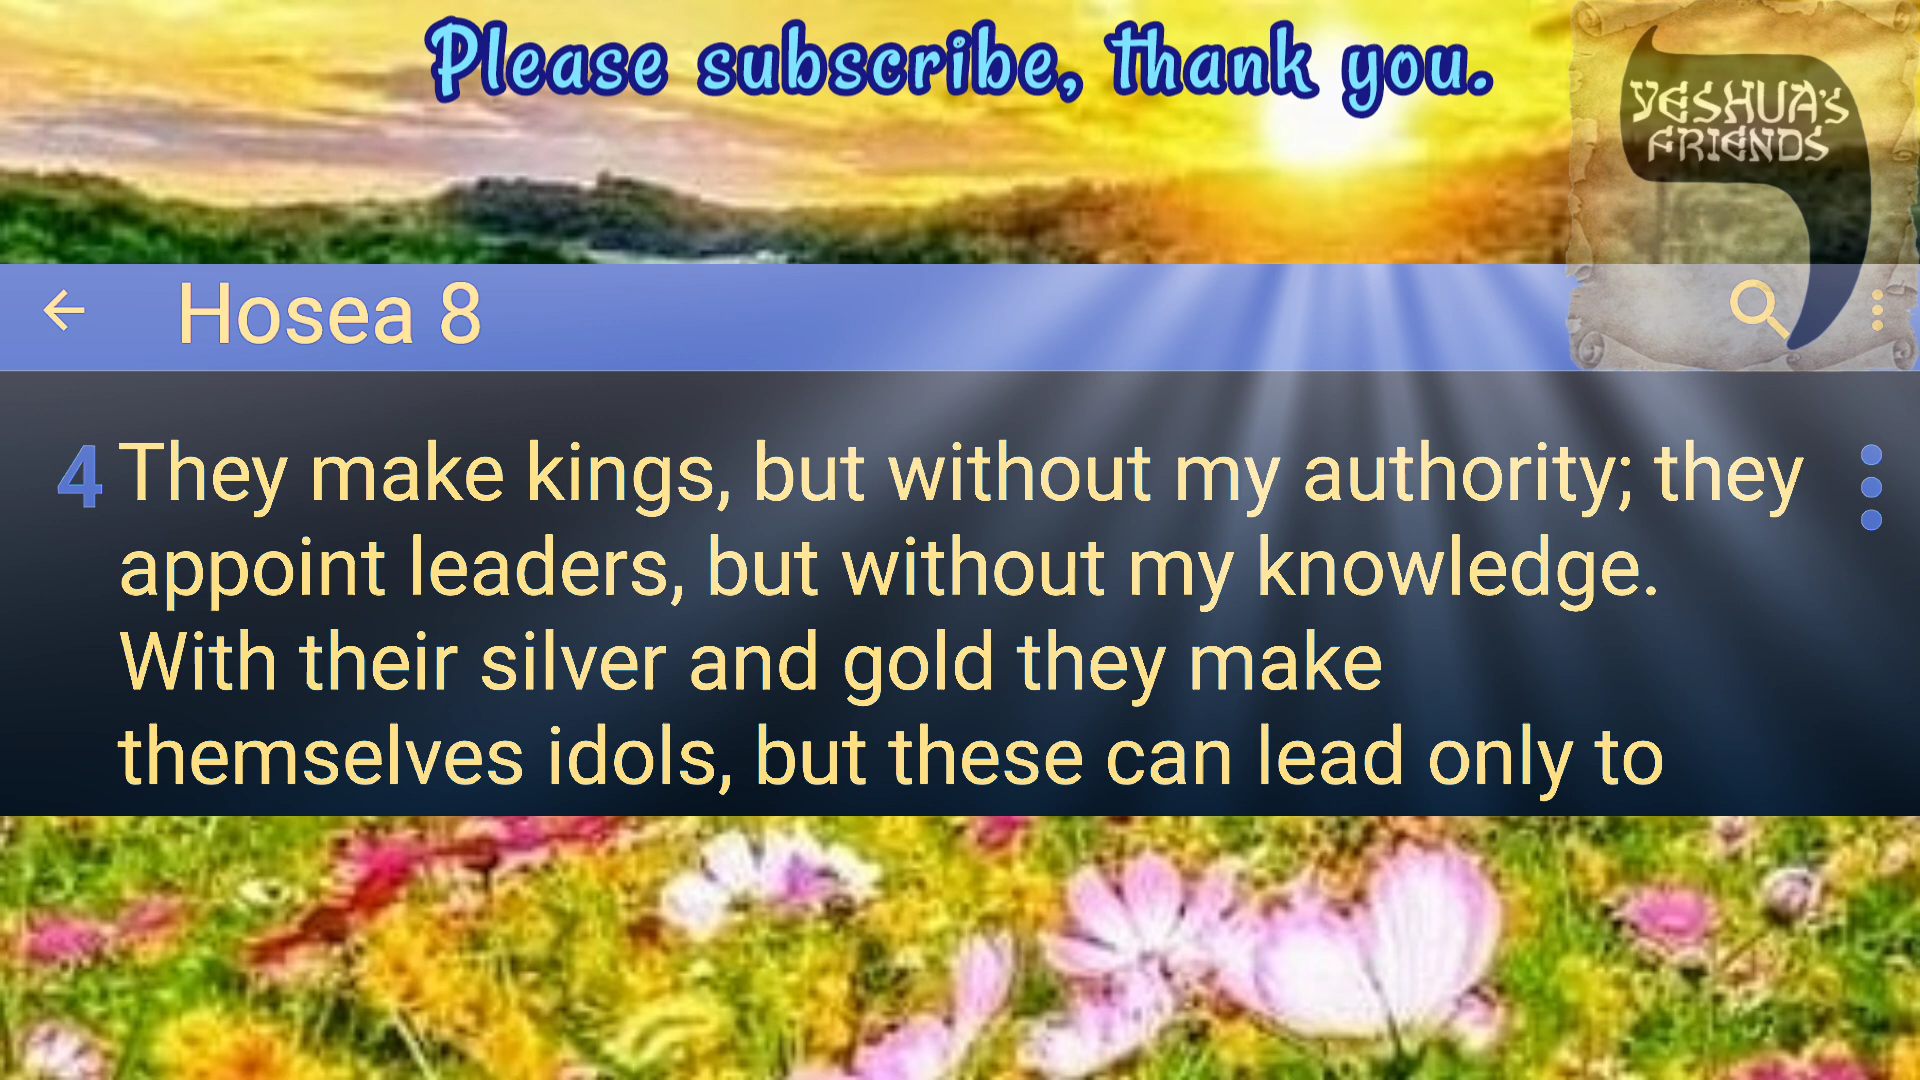 Please subscribe, thank you.
YESHUA'S
FRIENDS
Hosea 8
4 They make kings, but without my authority; they
appoint leaders, but without my knowledge.
With their silver and gold they make
themselves idols, but these can lead only to